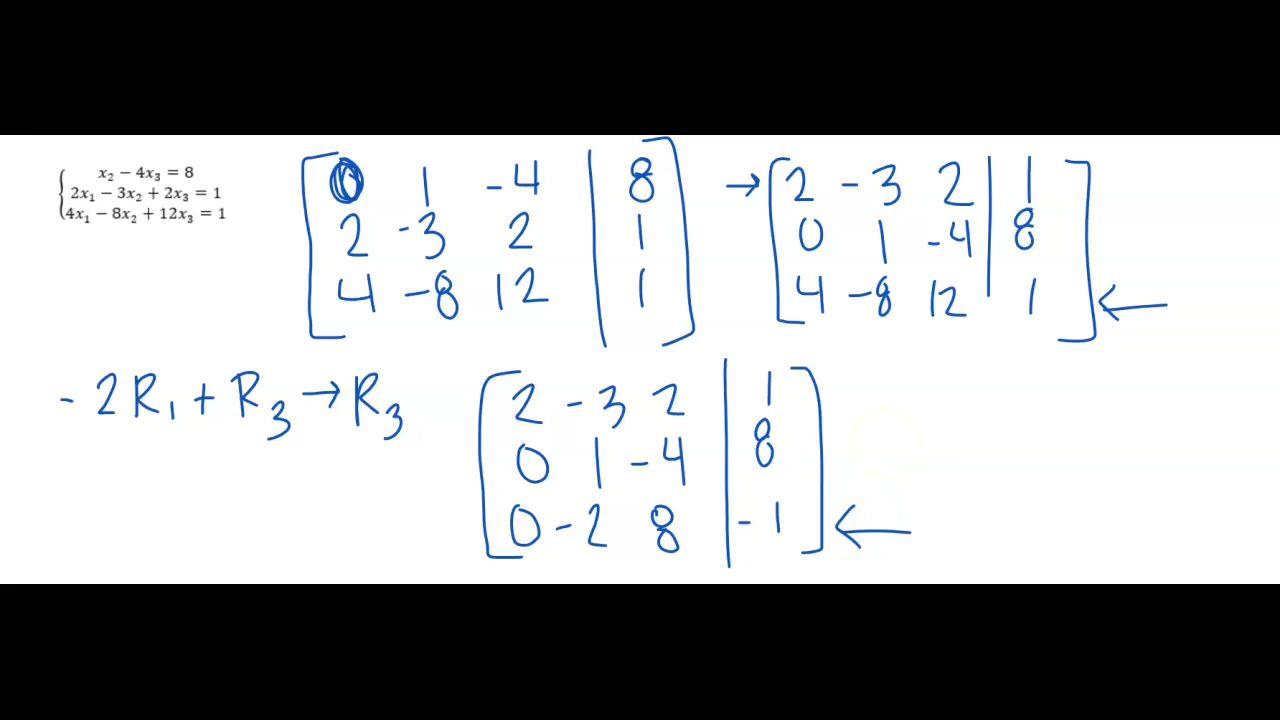 x₂ − 4x₃ = 8
2x₁ − 3x₂ + 2x₃ = 1
4x₁ − 8x₂ + 12x₃ = 1
0 1 -4 | 8
2 -3 2 | 1
4 -8 12 | 1
→ 2 -3 2 | 1
0 1 -4 | 8
4 -8 12 | 1 ←
-2R₁ + R₃ → R₃
2 -3 2 | 1
0 1 -4 | 8
0 -2 8 | -1 ←